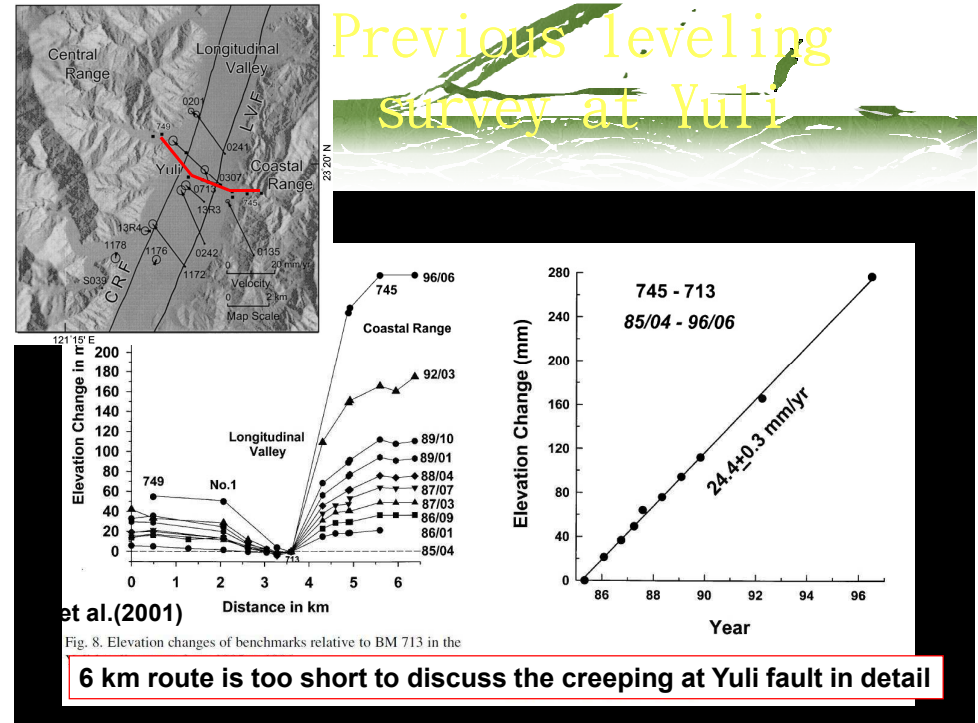 Previous leveling
survey at Yuli
Central
Range
Longitudinal
Valley
L.V.F.
0201
749
0241
Yuli
0307
Coastal
Range
0713
745
13R3
13R4
1178
1176
0242
0135
S039
1172
C.R.F.
0 20 mm/yr
Velocity
0 2 km
Map Scale
23°20' N
121°15' E
Elevation Change in m
200
180
160
140
120
100
80
60
40
20
0
0 1 2 3 4 5 6
Distance in km
749
No.1
Longitudinal
Valley
713
745
Coastal Range
96/06
92/03
89/10
89/01
88/04
87/07
87/03
86/09
86/01
85/04
Elevation Change (mm)
280
240
280
160
120
80
40
0
745 - 713
85/04 - 96/06
24.4±0.3 mm/yr
86 88 90 92 94 96
Year
et al.(2001)
Fig. 8. Elevation changes of benchmarks relative to BM 713 in the
6 km route is too short to discuss the creeping at Yuli fault in detail